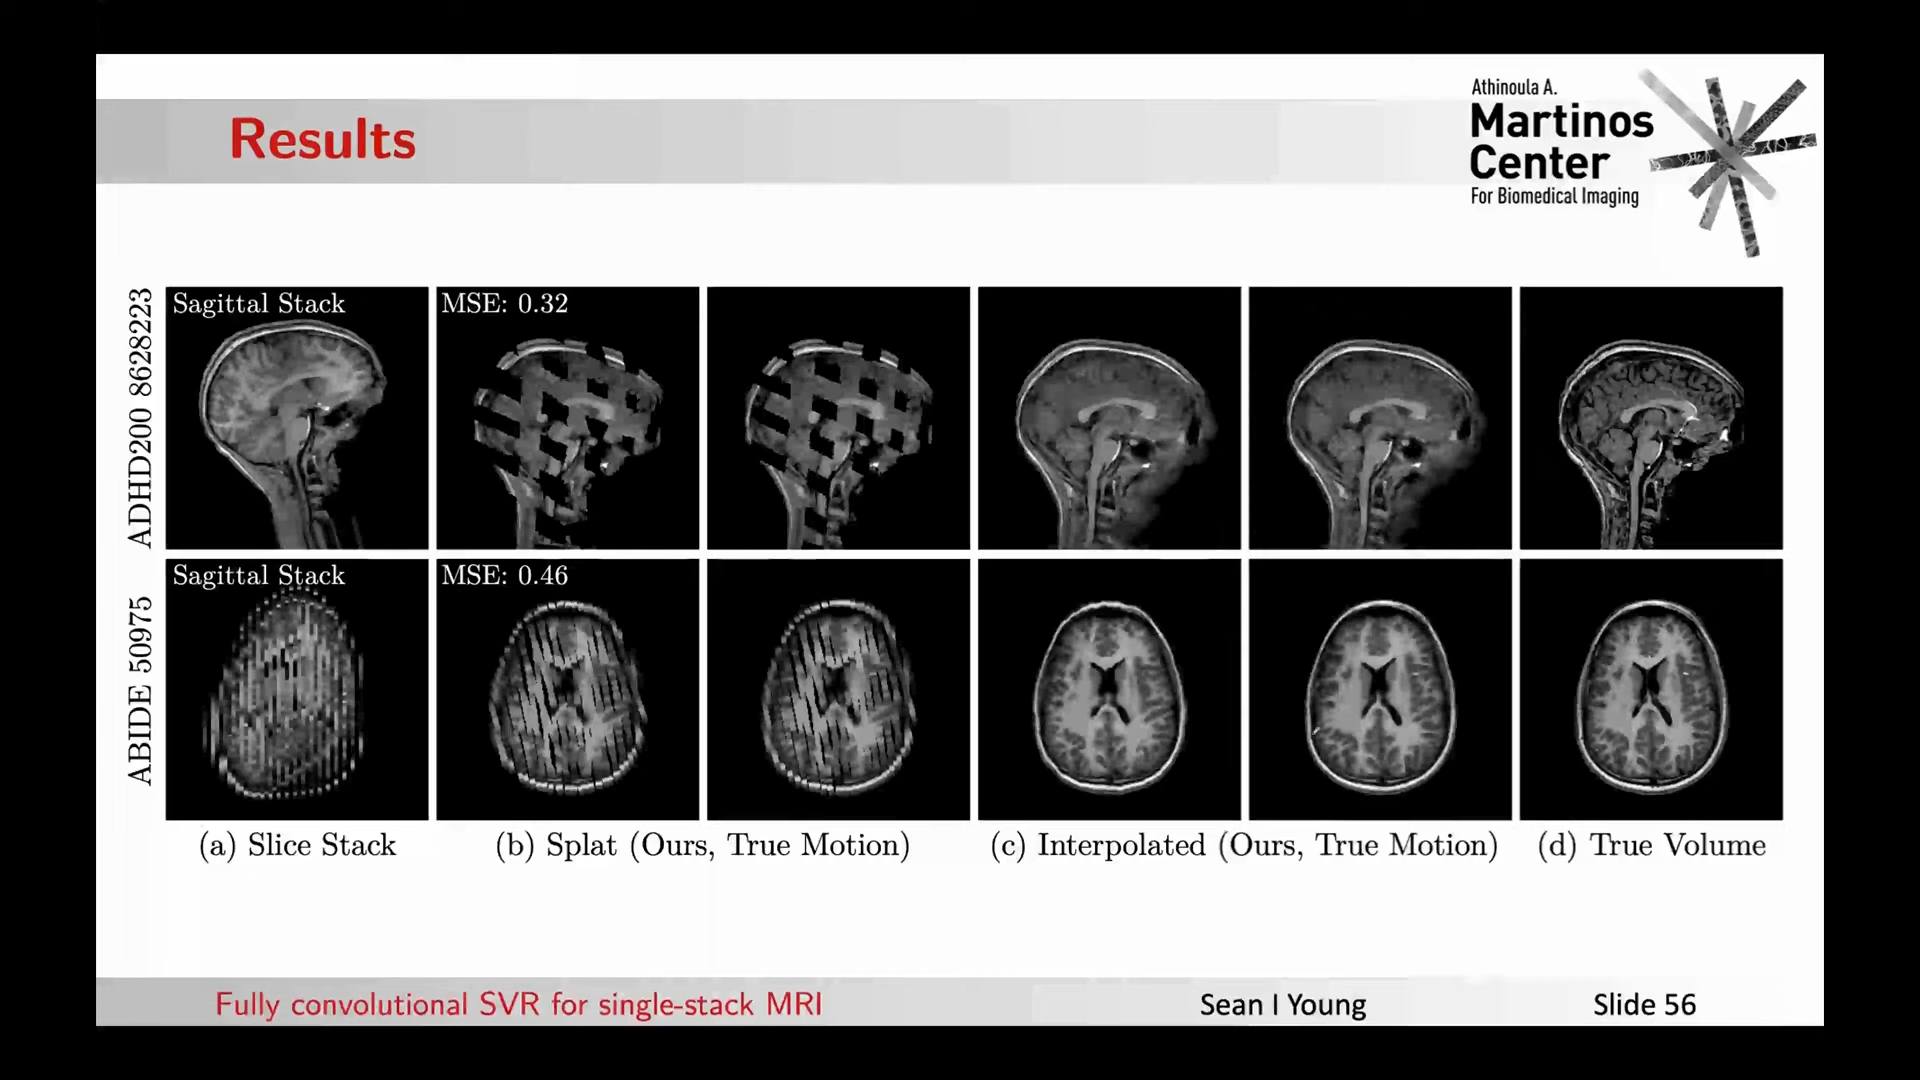 Results
Athinoula A.
Martinos
Center
For Biomedical Imaging
ADHD200 8628223
Sagittal Stack
MSE: 0.32
ABIDE 50975
Sagittal Stack
MSE: 0.46
(a) Slice Stack
(b) Splat (Ours, True Motion)
(c) Interpolated (Ours, True Motion)
(d) True Volume
Fully convolutional SVR for single-stack MRI
Sean I Young
Slide 56